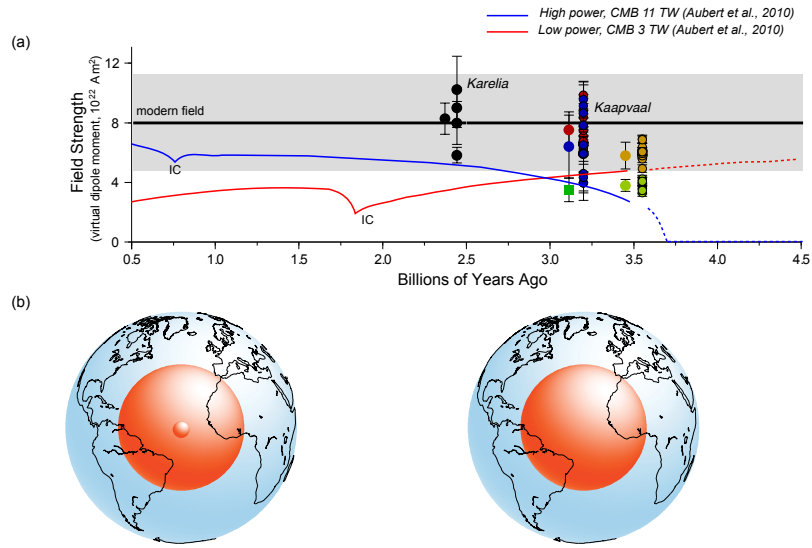 High power, CMB 11 TW (Aubert et al., 2010)
Low power, CMB 3 TW (Aubert et al., 2010)
(a)
12
8
4
0
Field Strength
(virtual dipole moment, 10²² A m²)
modern field
Karelia
Kaapvaal
IC
IC
0.5 1.0 1.5 2.0 2.5 3.0 3.5 4.0 4.5
Billions of Years Ago
(b)